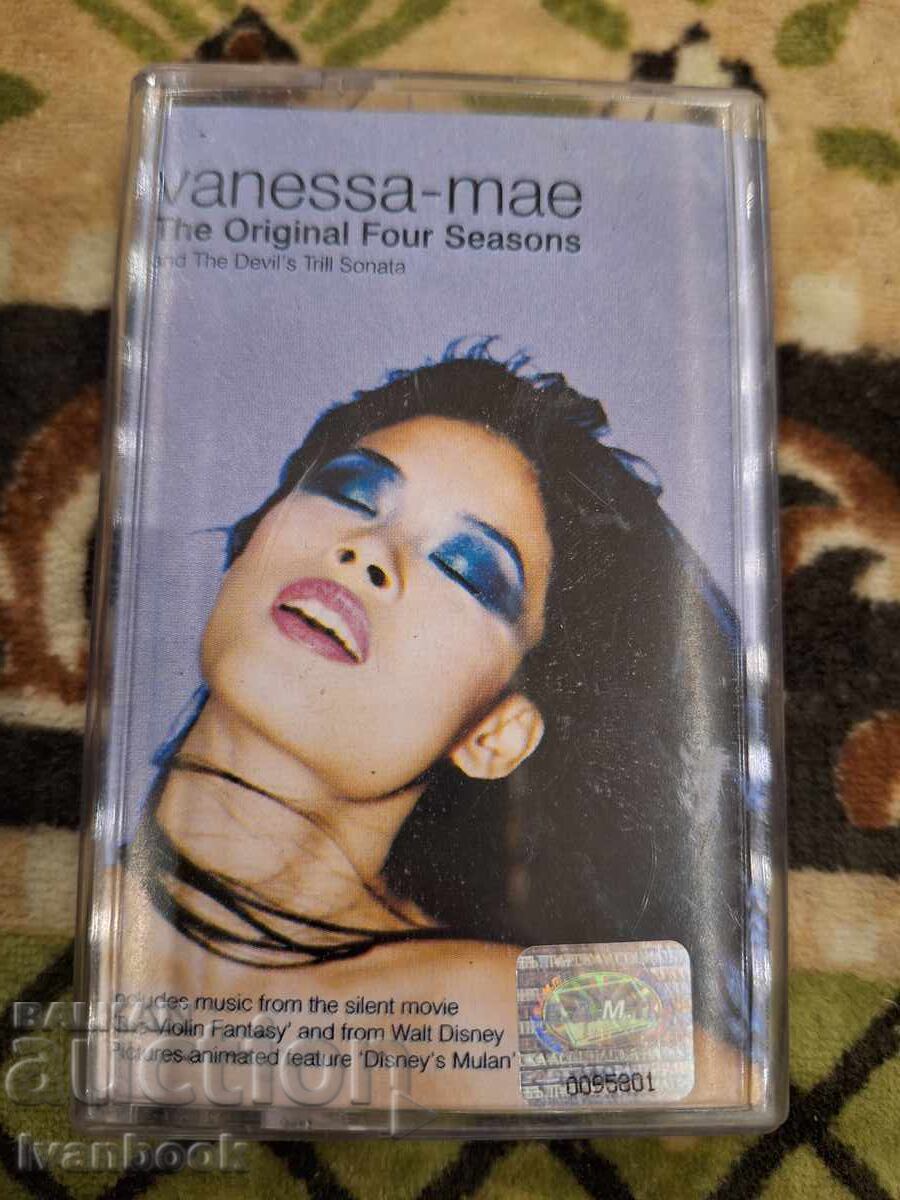 vanessa-mae
The Original Four Seasons
and The Devil's Trill Sonata
includes music from the silent movie
Violin Fantasy' and from Walt Disney
Pictures animated feature 'Disney's Mulan'
M
0095801
BALKAN
auction
Ivanbook